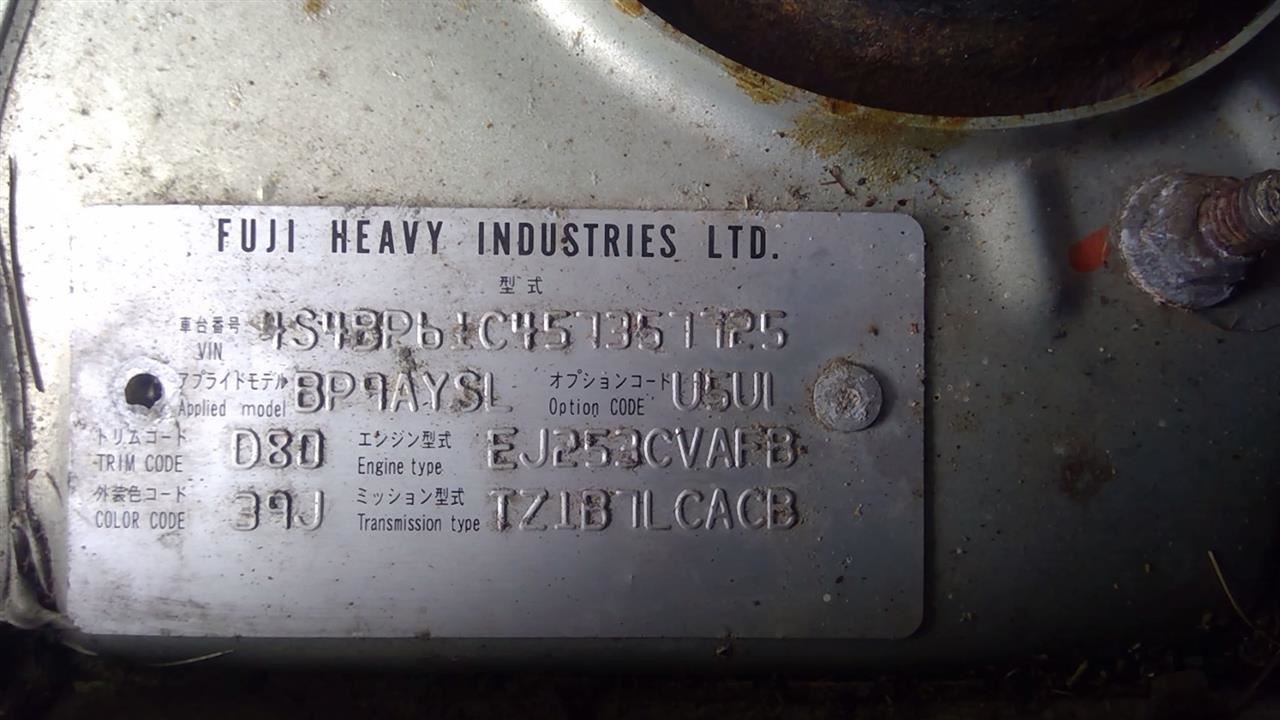 FUJI HEAVY INDUSTRIES LTD.
型式
車台番号 VIN 4S4BP61C457357725
アプライドモデル Applied model BP9AYSL オプションコード Option CODE U5UI
トリムコード TRIM CODE D80 エンジン型式 Engine type EJ253CVAFB
外装色コード COLOR CODE 39J ミッション型式 Transmission type TZ1B7LCACB